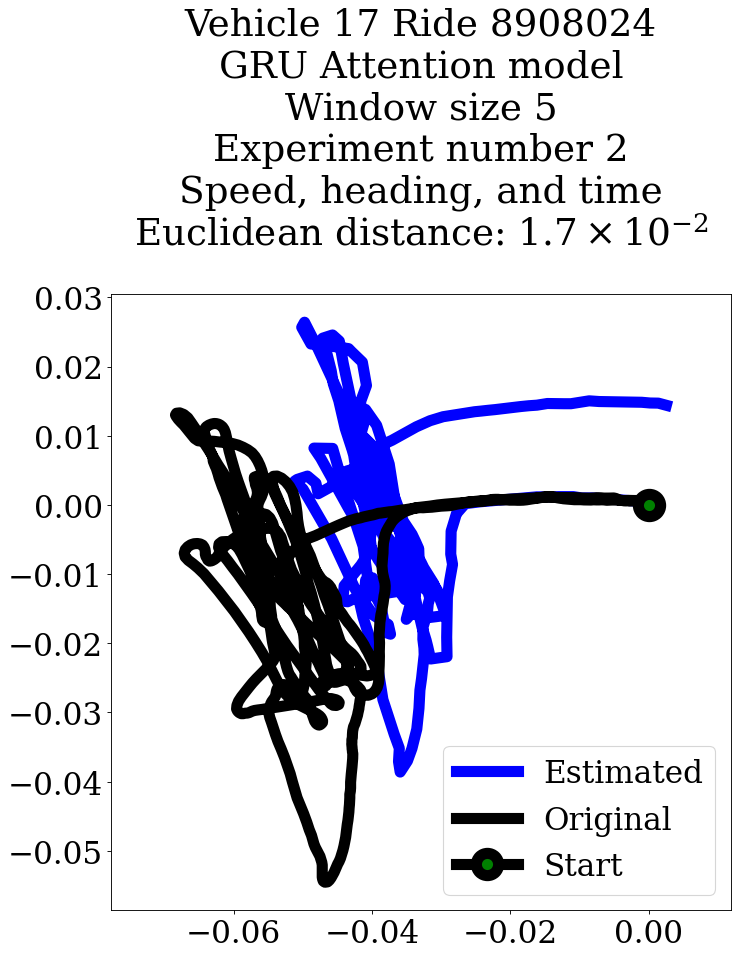 Vehicle 17 Ride 8908024
GRU Attention model
Window size 5
Experiment number 2
Speed, heading, and time
Euclidean distance: 1.7 × 10⁻²
0.03
0.02
0.01
0.00
−0.01
−0.02
−0.03
−0.04
−0.05
Estimated
Original
Start
−0.06 −0.04 −0.02 0.00